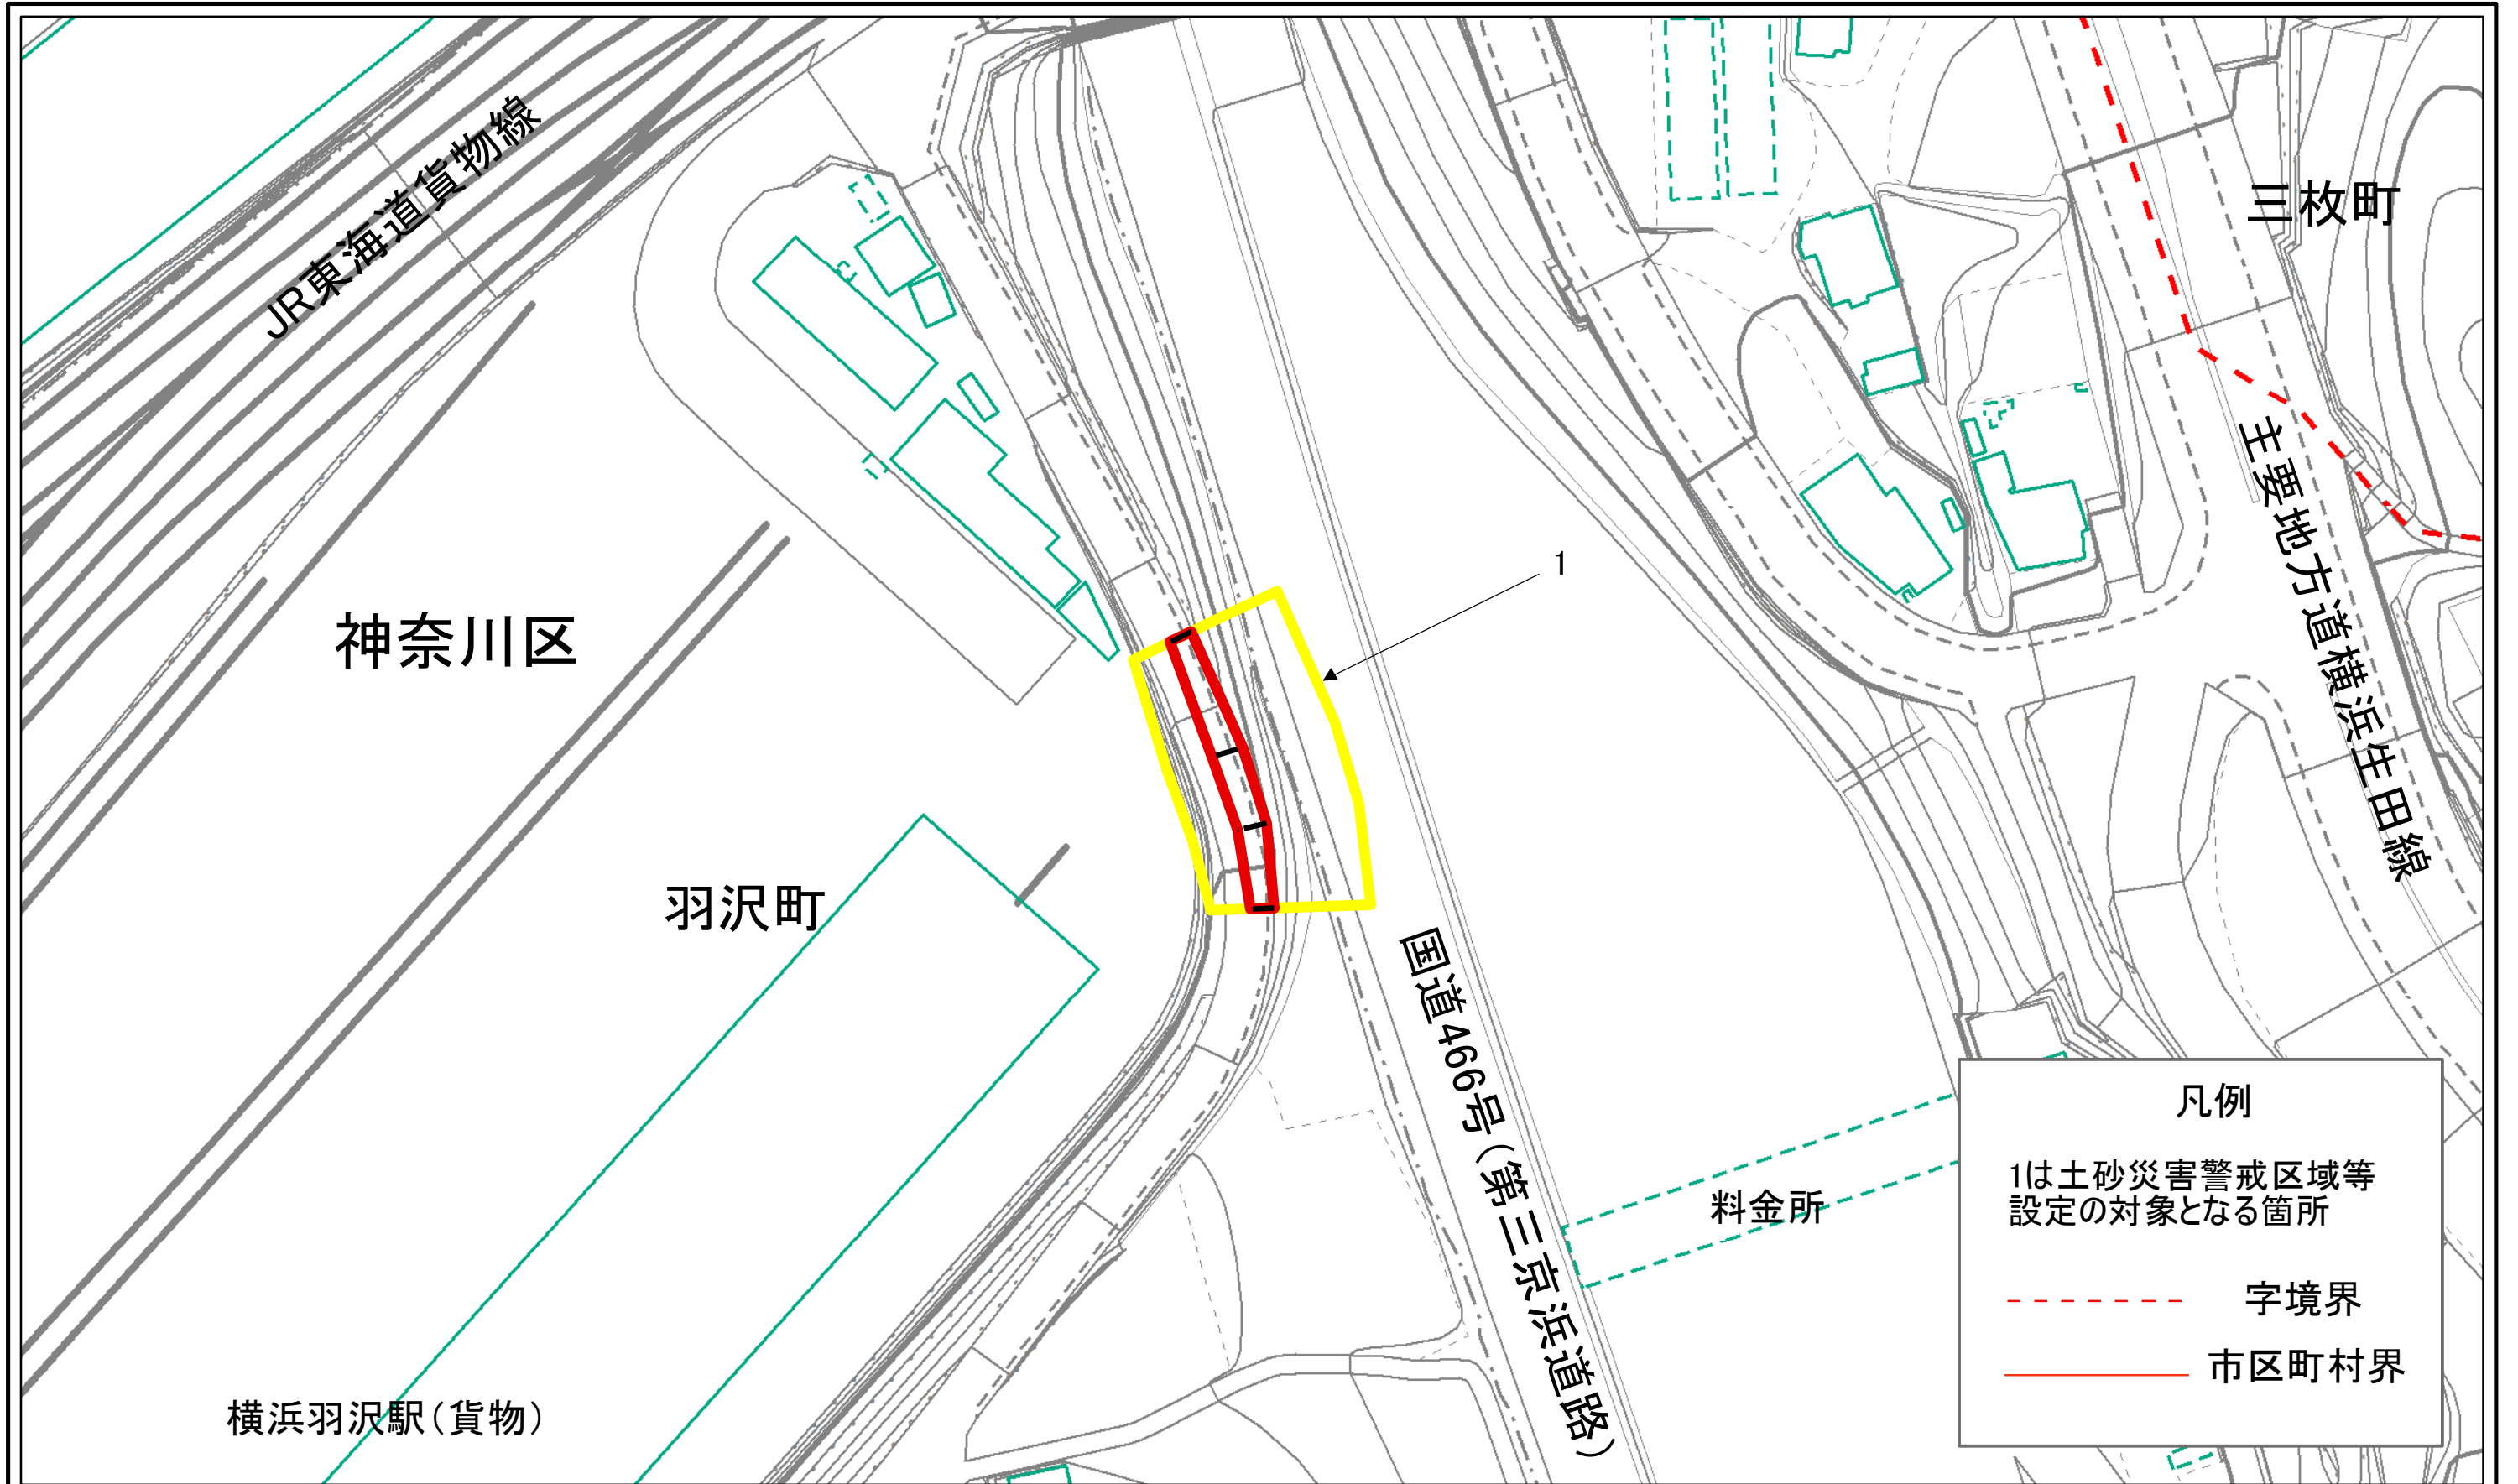 JR東海道貨物線
三枚町
主要地方道横浜生田線
1
神奈川区
羽沢町
国道466号(第三京浜道路)
料金所
横浜羽沢駅(貨物)
凡例
1は土砂災害警戒区域等
設定の対象となる箇所
字境界
市区町村界